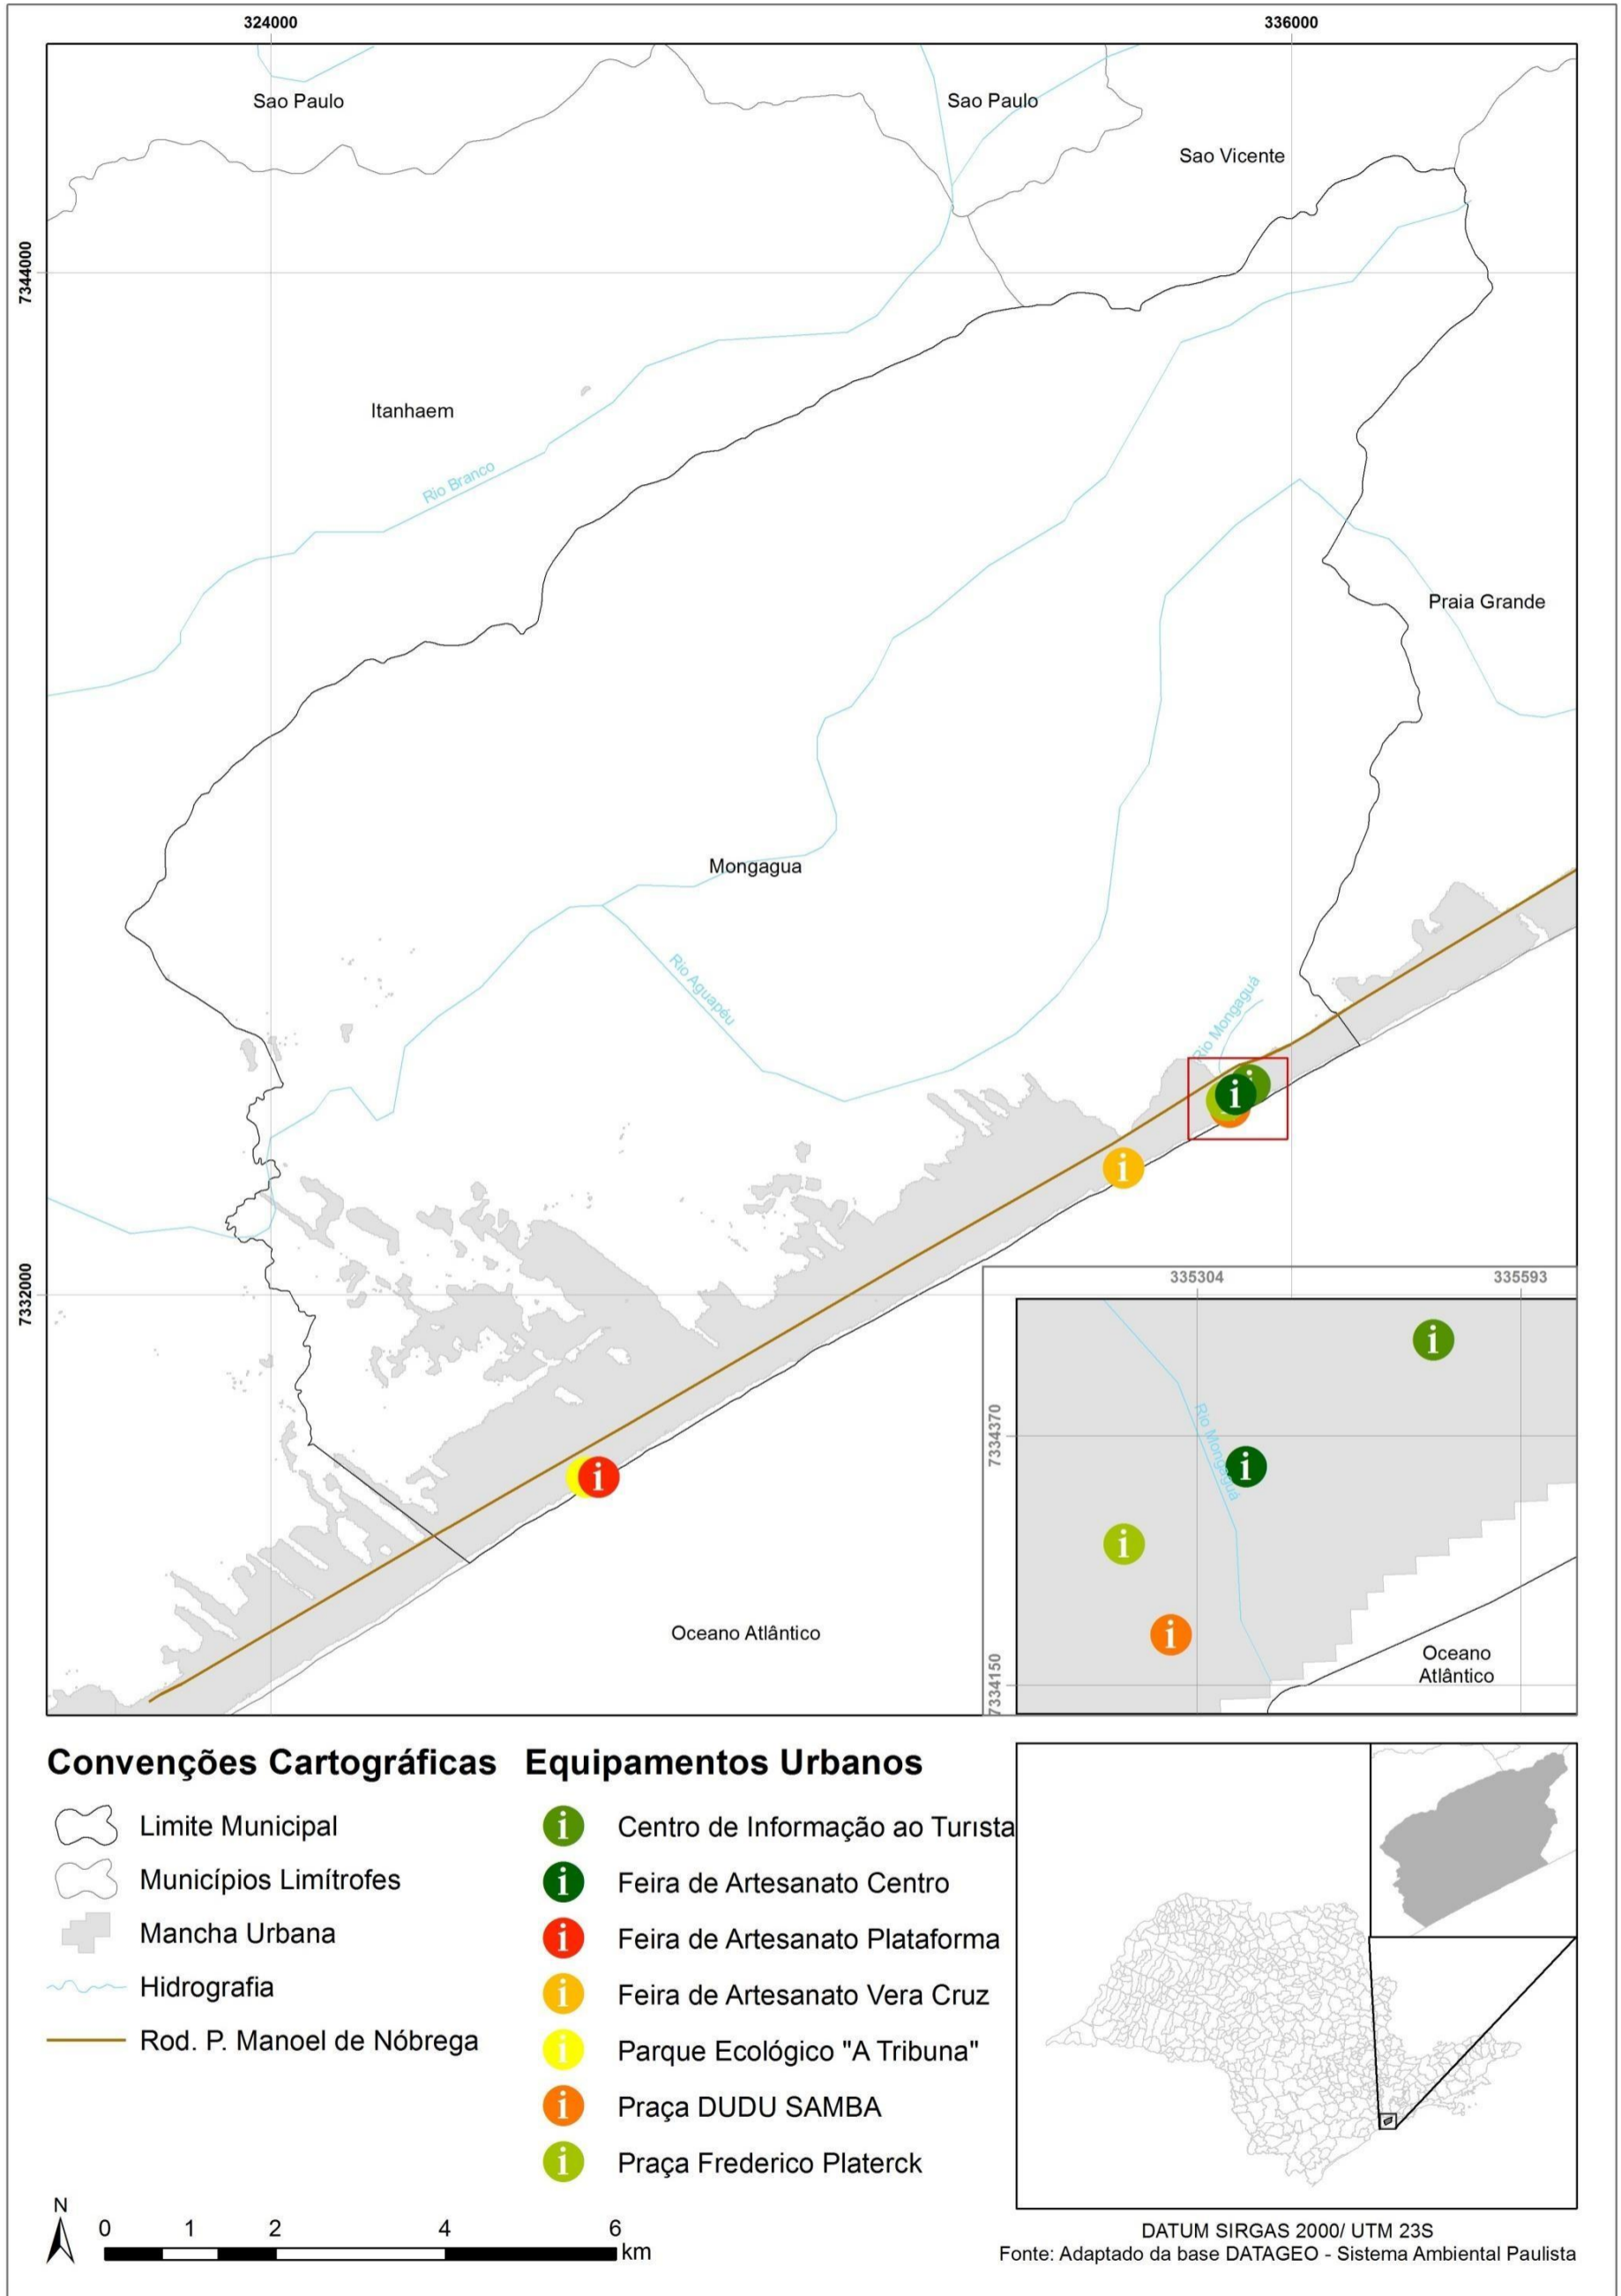 324000
336000
Sao Paulo
Sao Paulo
Sao Vicente
7344000
Itanhaem
Rio Branco
Praia Grande
Mongagua
Rio Aguapéu
Rio Mongaguá
7332000
335304
335593
7334370
Rio Mongaguá
7334150
Oceano Atlântico
Oceano
Atlântico
Convenções Cartográficas
Limite Municipal
Municípios Limítrofes
Mancha Urbana
Hidrografia
Rod. P. Manoel de Nóbrega
Equipamentos Urbanos
i Centro de Informação ao Turista
i Feira de Artesanato Centro
i Feira de Artesanato Plataforma
i Feira de Artesanato Vera Cruz
i Parque Ecológico "A Tribuna"
i Praça DUDU SAMBA
i Praça Frederico Platerck
N
0 1 2 4 6
km
DATUM SIRGAS 2000/ UTM 23S
Fonte: Adaptado da base DATAGEO - Sistema Ambiental Paulista